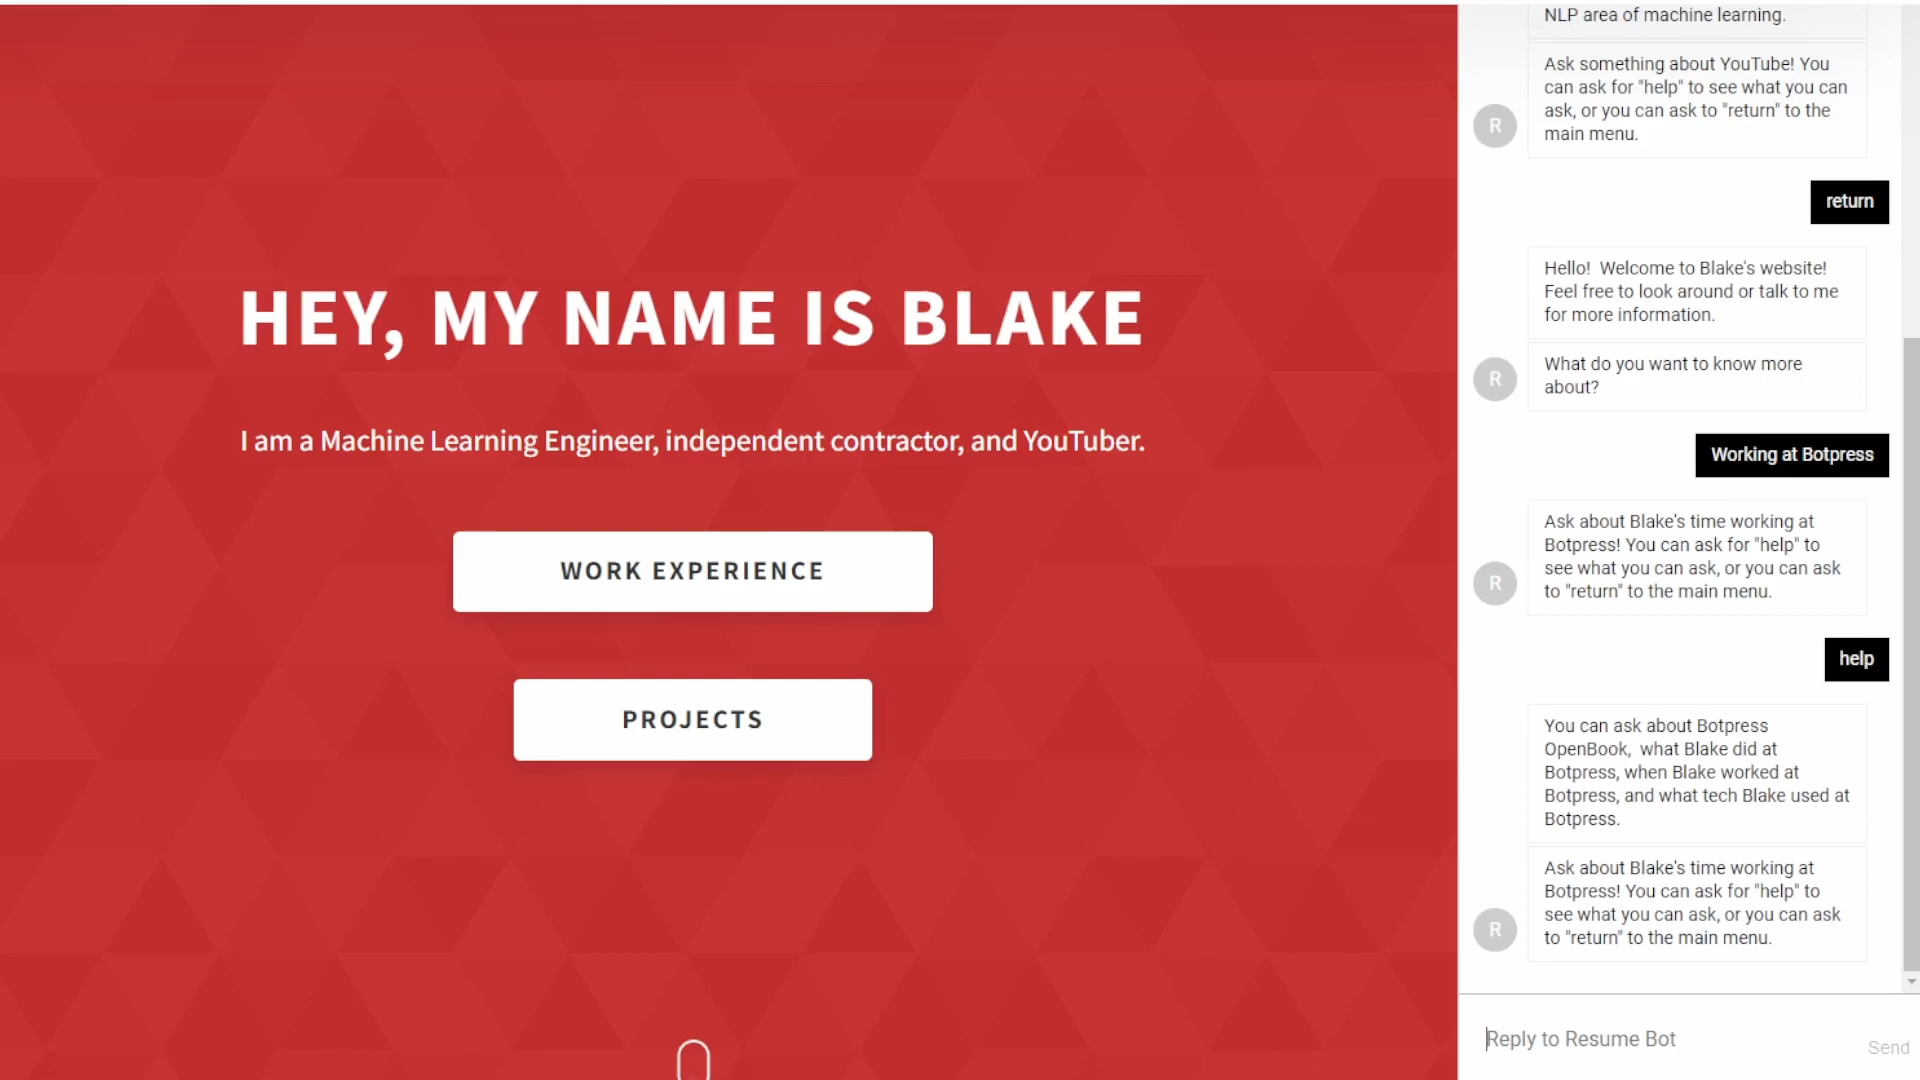 HEY, MY NAME IS BLAKE
I am a Machine Learning Engineer, independent contractor, and YouTuber.
WORK EXPERIENCE
PROJECTS
NLP area of machine learning.
Ask something about YouTube! You
can ask for "help" to see what you can
ask, or you can ask to "return" to the
main menu.
R
return
Hello!  Welcome to Blake's website!
Feel free to look around or talk to me
for more information.
What do you want to know more
about?
R
Working at Botpress
Ask about Blake's time working at
Botpress! You can ask for "help" to
see what you can ask, or you can ask
to "return" to the main menu.
R
help
You can ask about Botpress
OpenBook,  what Blake did at
Botpress, when Blake worked at
Botpress, and what tech Blake used at
Botpress.
Ask about Blake's time working at
Botpress! You can ask for "help" to
see what you can ask, or you can ask
to "return" to the main menu.
R
Reply to Resume Bot
Send